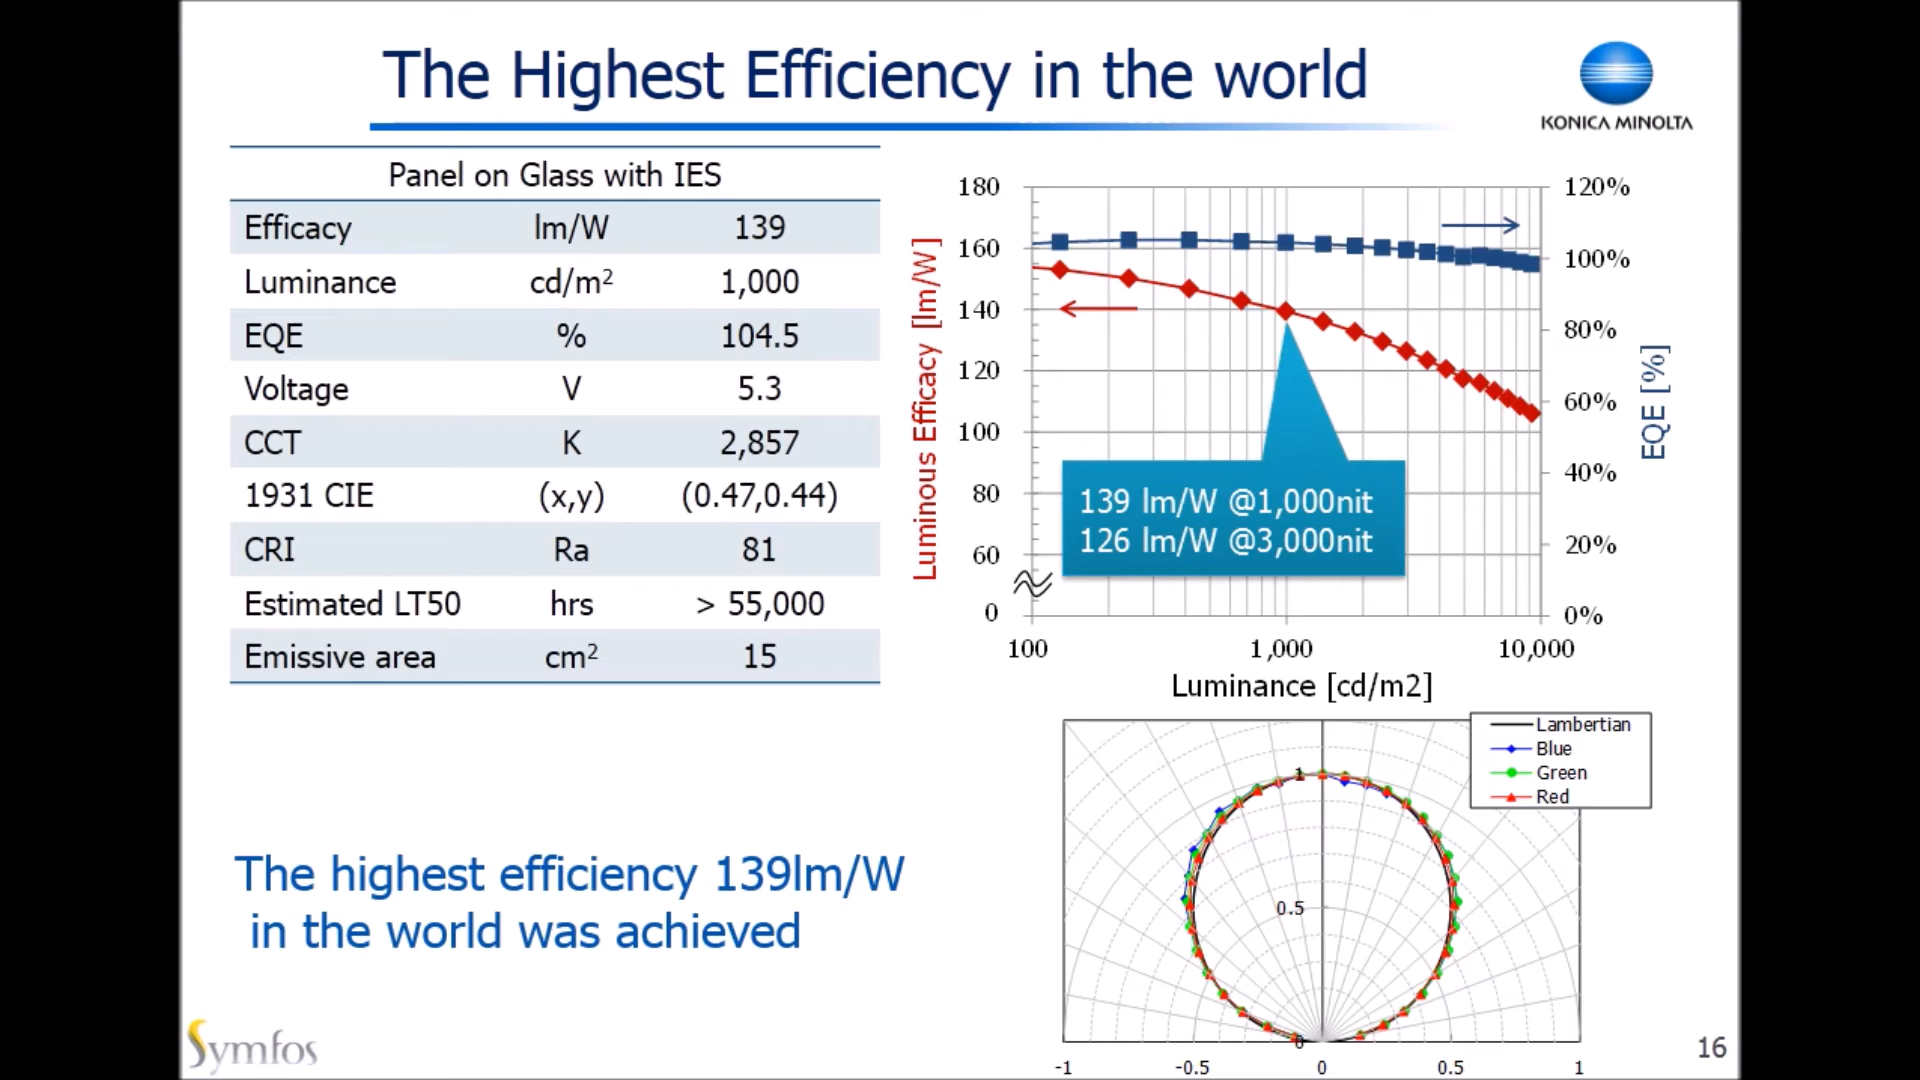 The Highest Efficiency in the world
KONICA MINOLTA
Panel on Glass with IES
Efficacy lm/W 139
Luminance cd/m² 1,000
EQE % 104.5
Voltage V 5.3
CCT K 2,857
1931 CIE (x,y) (0.47,0.44)
CRI Ra 81
Estimated LT50 hrs > 55,000
Emissive area cm² 15
Luminous Efficacy [lm/W]
180
160
140
120
100
80
60
0
139 lm/W @1,000nit
126 lm/W @3,000nit
120%
100%
80%
60%
40%
20%
0%
EQE [%]
100 1,000 10,000
Luminance [cd/m2]
Lambertian
Blue
Green
Red
1
0.5
0
-1 -0.5 0 0.5 1
The highest efficiency 139lm/W
in the world was achieved
Symfos
16